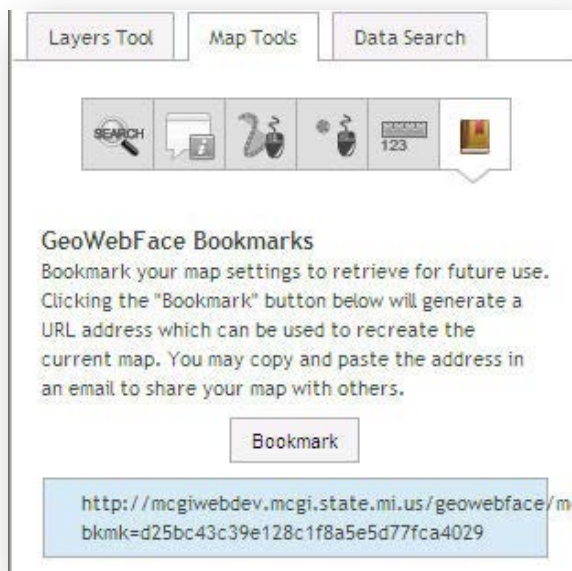 Layers Tool Map Tools Data Search
SEARCH 123
GeoWebFace Bookmarks
Bookmark your map settings to retrieve for future use.
Clicking the "Bookmark" button below will generate a
URL address which can be used to recreate the
current map. You may copy and paste the address in
an email to share your map with others.
Bookmark
http://mcgiwebdev.mcgi.state.mi.us/geowebface/m
bkmk=d25bc43c39e128c1f8a5e5d77fca4029